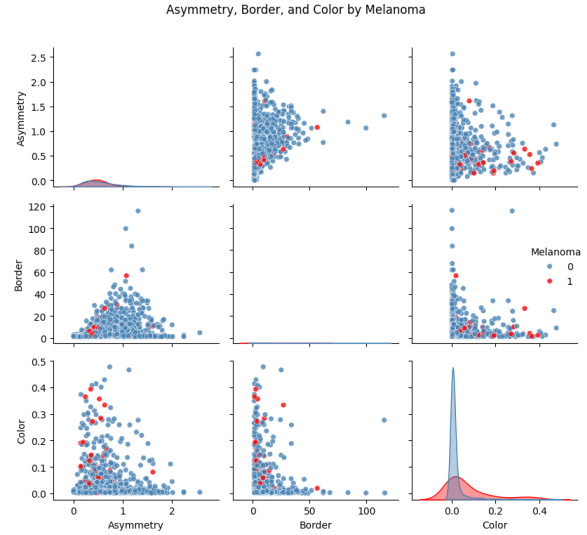 Asymmetry, Border, and Color by Melanoma
2.5
2.0
1.5
1.0
0.5
0.0
Asymmetry
120
100
80
60
40
20
0
Border
Melanoma
0
1
0.5
0.4
0.3
0.2
0.1
0.0
Color
0 1 2
0 50 100
0.0 0.2 0.4
Asymmetry Border Color